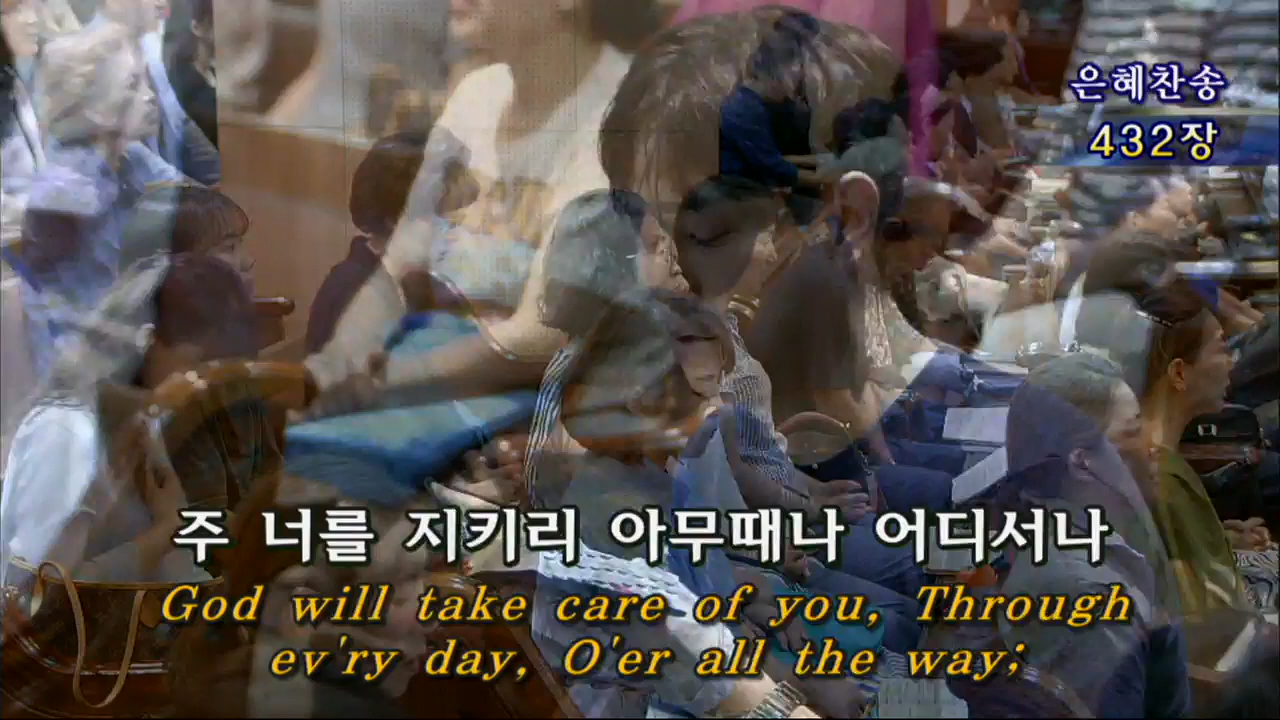 은혜찬송
432장
주 너를 지키리 아무때나 어디서나
God will take care of you, Through
ev'ry day, O'er all the way;